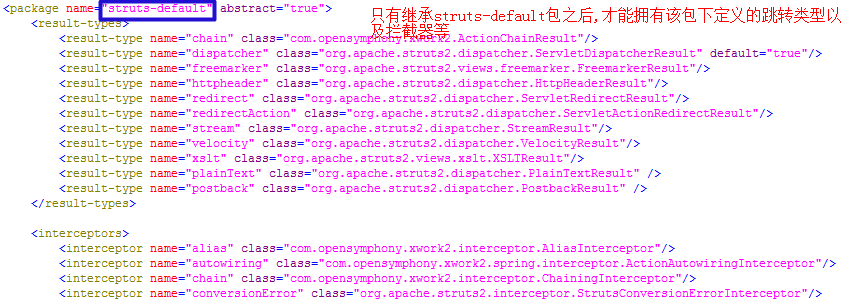 <package name="struts-default" abstract="true">
只有继承struts-default包之后,才能拥有该包下定义的跳转类型以
及拦截器等
<result-types>
<result-type name="chain" class="com.opensymphony.xwork2.ActionChainResult"/>
<result-type name="dispatcher" class="org.apache.struts2.dispatcher.ServletDispatcherResult" default="true"/>
<result-type name="freemarker" class="org.apache.struts2.views.freemarker.FreemarkerResult"/>
<result-type name="httpheader" class="org.apache.struts2.dispatcher.HttpHeaderResult"/>
<result-type name="redirect" class="org.apache.struts2.dispatcher.ServletRedirectResult"/>
<result-type name="redirectAction" class="org.apache.struts2.dispatcher.ServletActionRedirectResult"/>
<result-type name="stream" class="org.apache.struts2.dispatcher.StreamResult"/>
<result-type name="velocity" class="org.apache.struts2.dispatcher.VelocityResult"/>
<result-type name="xslt" class="org.apache.struts2.views.xslt.XSLTResult"/>
<result-type name="plainText" class="org.apache.struts2.dispatcher.PlainTextResult" />
<result-type name="postback" class="org.apache.struts2.dispatcher.PostbackResult" />
</result-types>
<interceptors>
<interceptor name="alias" class="com.opensymphony.xwork2.interceptor.AliasInterceptor"/>
<interceptor name="autowiring" class="com.opensymphony.xwork2.spring.interceptor.ActionAutowiringInterceptor"/>
<interceptor name="chain" class="com.opensymphony.xwork2.interceptor.ChainingInterceptor"/>
<interceptor name="conversionError" class="org.apache.struts2.interceptor.StrutsConversionErrorInterceptor"/>